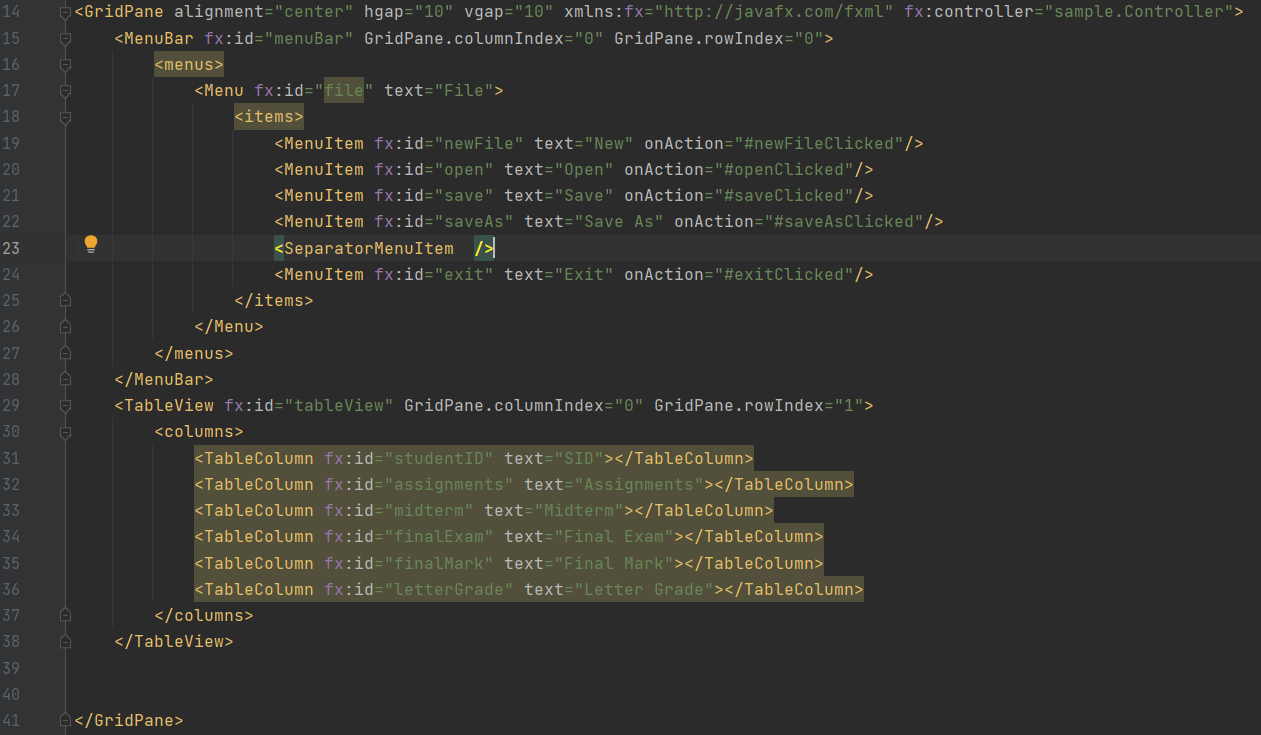 14 <GridPane alignment="center" hgap="10" vgap="10" xmlns:fx="http://javafx.com/fxml" fx:controller="sample.Controller">
15     <MenuBar fx:id="menuBar" GridPane.columnIndex="0" GridPane.rowIndex="0">
16         <menus>
17             <Menu fx:id="file" text="File">
18                 <items>
19                     <MenuItem fx:id="newFile" text="New" onAction="#newFileClicked"/>
20                     <MenuItem fx:id="open" text="Open" onAction="#openClicked"/>
21                     <MenuItem fx:id="save" text="Save" onAction="#saveClicked"/>
22                     <MenuItem fx:id="saveAs" text="Save As" onAction="#saveAsClicked"/>
23                     <SeparatorMenuItem  />
24                     <MenuItem fx:id="exit" text="Exit" onAction="#exitClicked"/>
25                 </items>
26             </Menu>
27         </menus>
28     </MenuBar>
29     <TableView fx:id="tableView" GridPane.columnIndex="0" GridPane.rowIndex="1">
30         <columns>
31             <TableColumn fx:id="studentID" text="SID"></TableColumn>
32             <TableColumn fx:id="assignments" text="Assignments"></TableColumn>
33             <TableColumn fx:id="midterm" text="Midterm"></TableColumn>
34             <TableColumn fx:id="finalExam" text="Final Exam"></TableColumn>
35             <TableColumn fx:id="finalMark" text="Final Mark"></TableColumn>
36             <TableColumn fx:id="letterGrade" text="Letter Grade"></TableColumn>
37         </columns>
38     </TableView>
39
40
41 </GridPane>